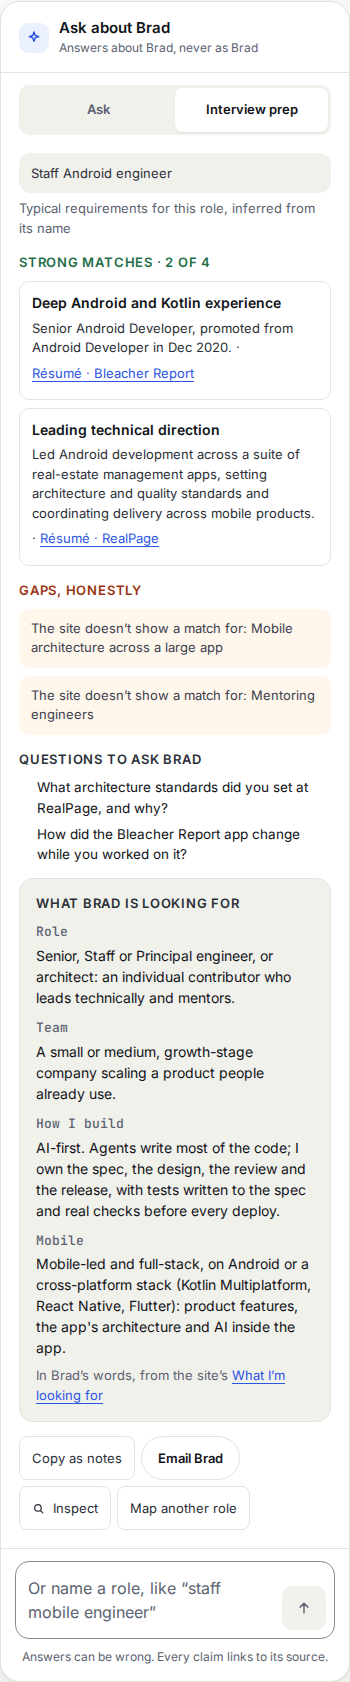 Ask about Brad
Answers about Brad, never as Brad
Ask
Interview prep
Staff Android engineer
Typical requirements for this role, inferred from
its name
STRONG MATCHES · 2 OF 4
Deep Android and Kotlin experience
Senior Android Developer, promoted from
Android Developer in Dec 2020. ·
Résumé · Bleacher Report
Leading technical direction
Led Android development across a suite of
real-estate management apps, setting
architecture and quality standards and
coordinating delivery across mobile products.
· Résumé · RealPage
GAPS, HONESTLY
The site doesn’t show a match for: Mobile
architecture across a large app
The site doesn’t show a match for: Mentoring
engineers
QUESTIONS TO ASK BRAD
What architecture standards did you set at
RealPage, and why?
How did the Bleacher Report app change
while you worked on it?
WHAT BRAD IS LOOKING FOR
Role
Senior, Staff or Principal engineer, or
architect: an individual contributor who
leads technically and mentors.
Team
A small or medium, growth-stage
company scaling a product people
already use.
How I build
AI-first. Agents write most of the code; I
own the spec, the design, the review and
the release, with tests written to the spec
and real checks before every deploy.
Mobile
Mobile-led and full-stack, on Android or a
cross-platform stack (Kotlin Multiplatform,
React Native, Flutter): product features,
the app's architecture and AI inside the
app.
In Brad’s words, from the site’s What I’m
looking for
Copy as notes
Email Brad
Inspect
Map another role
Or name a role, like “staff
mobile engineer”
Answers can be wrong. Every claim links to its source.